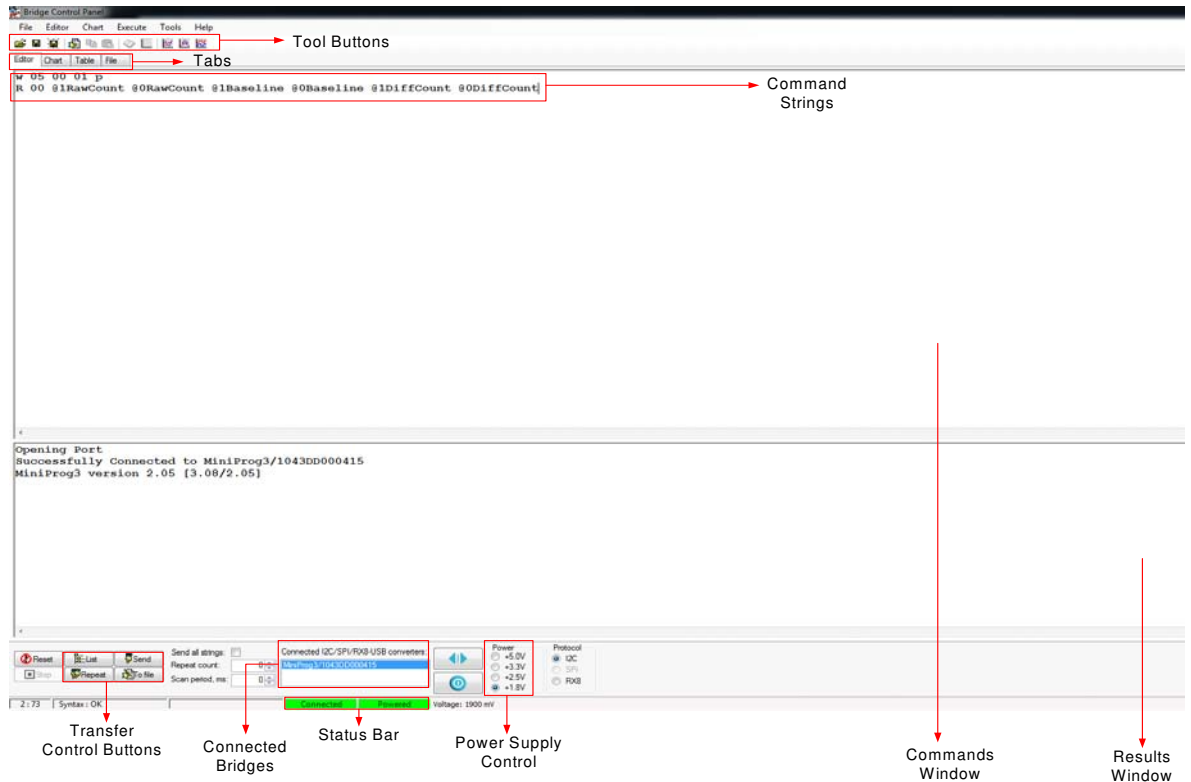 Bridge Control Panel
File Editor Chart Execute Tools Help
Tool Buttons
Editor Chart Table File
Tabs
w 05 00 01 p
R 00 @1RawCount @0RawCount @1Baseline @0Baseline @1DiffCount @0DiffCount
Command
Strings
Opening Port
Successfully Connected to MiniProg3/1043DD000415
MiniProg3 version 2.05 [3.08/2.05]
Reset List Send
Stop Repeat To file
Send all strings:
Repeat count: 0
Scan period, ms: 0
Connected I2C/SPI/RX8-USB converters:
MiniProg3/1043DD000415
Power
+5.0V
+3.3V
+2.5V
+1.8V
Protocol
I2C
SPI
RX8
2:73 Syntax: OK Connected Powered Voltage: 1900 mV
Transfer
Control Buttons
Connected
Bridges
Status Bar
Power Supply
Control
Commands
Window
Results
Window